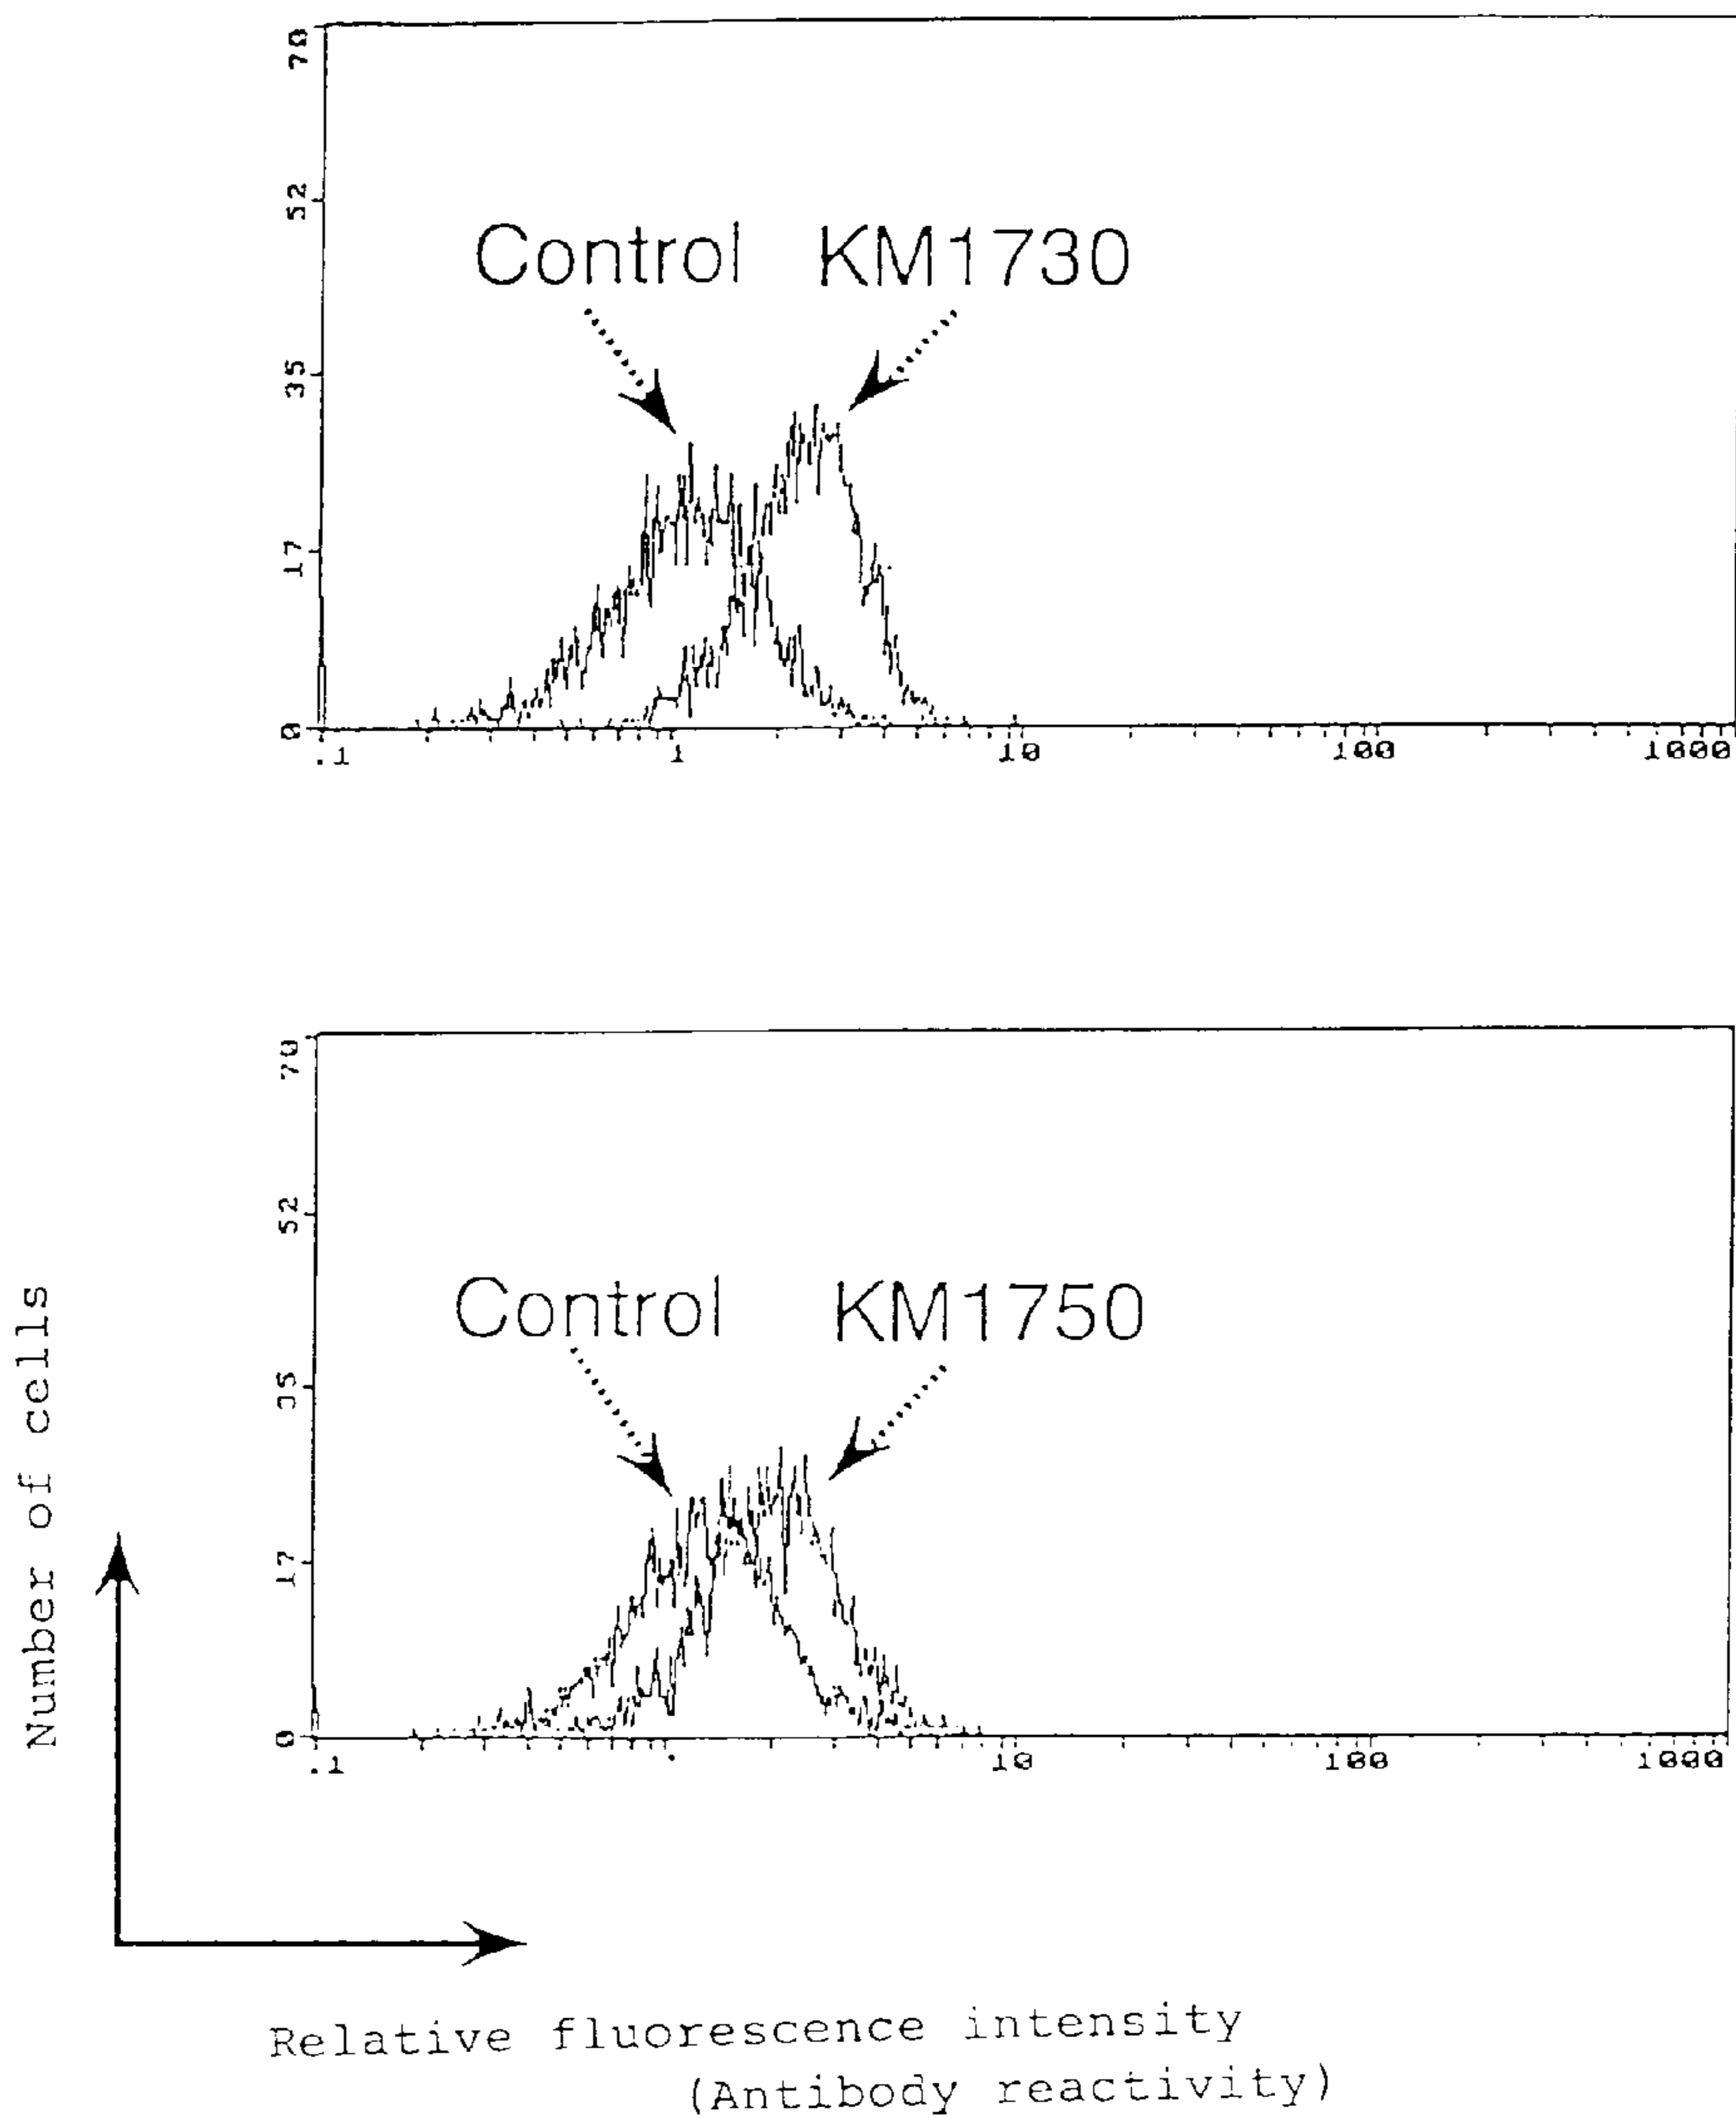 70
52
Control KM1730
35
17
0
.1 1 10 100 1000
70
52
Control KM1750
35
17
0
.1 10 100 1000
Number of cells
Relative fluorescence intensity
(Antibody reactivity)